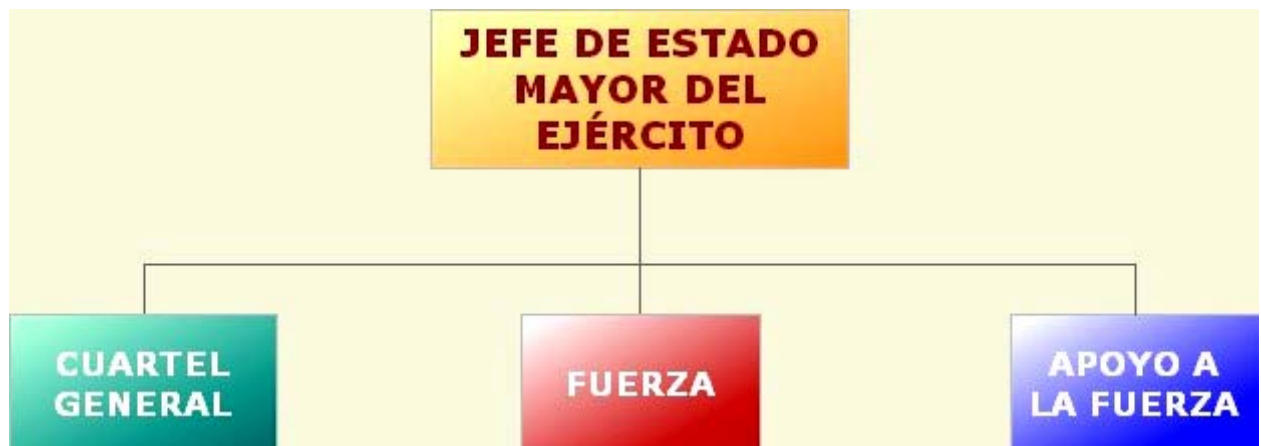 JEFE DE ESTADO
MAYOR DEL
EJÉRCITO
CUARTEL
GENERAL
FUERZA
APOYO A
LA FUERZA